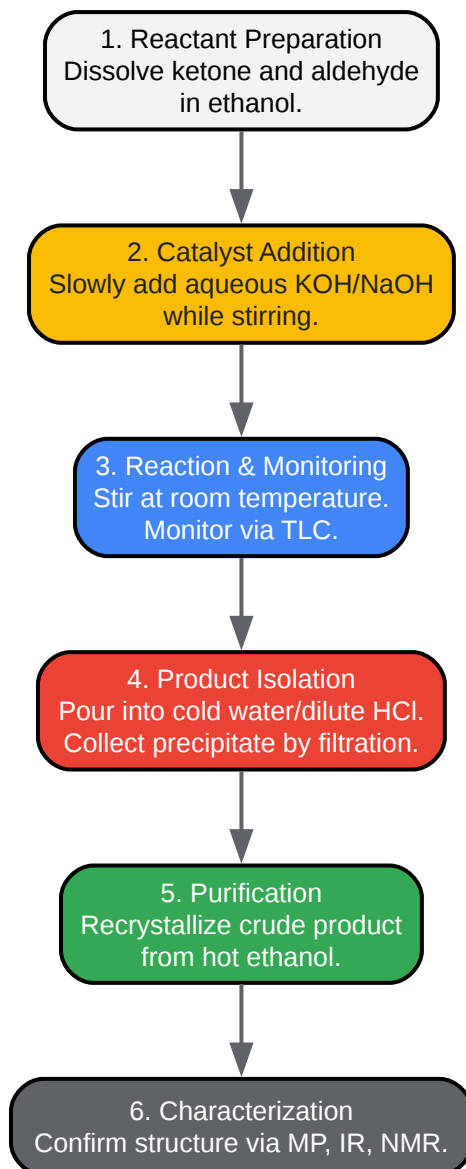 1. Reactant Preparation
Dissolve ketone and aldehyde
in ethanol.
2. Catalyst Addition
Slowly add aqueous KOH/NaOH
while stirring.
3. Reaction & Monitoring
Stir at room temperature.
Monitor via TLC.
4. Product Isolation
Pour into cold water/dilute HCl.
Collect precipitate by filtration.
5. Purification
Recrystallize crude product
from hot ethanol.
6. Characterization
Confirm structure via MP, IR, NMR.